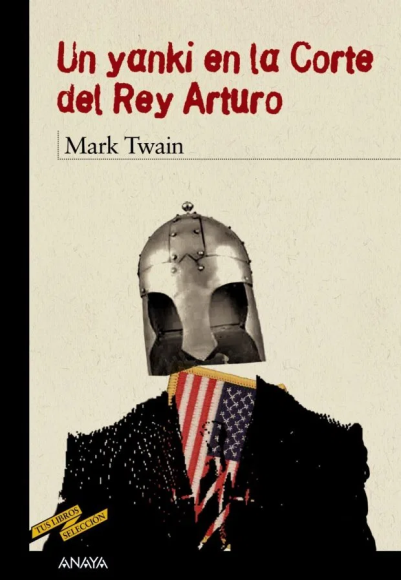 Un yanki en la Corte
del Rey Arturo
Mark Twain
TUS LIBROS
SELECCIÓN
ANAYA